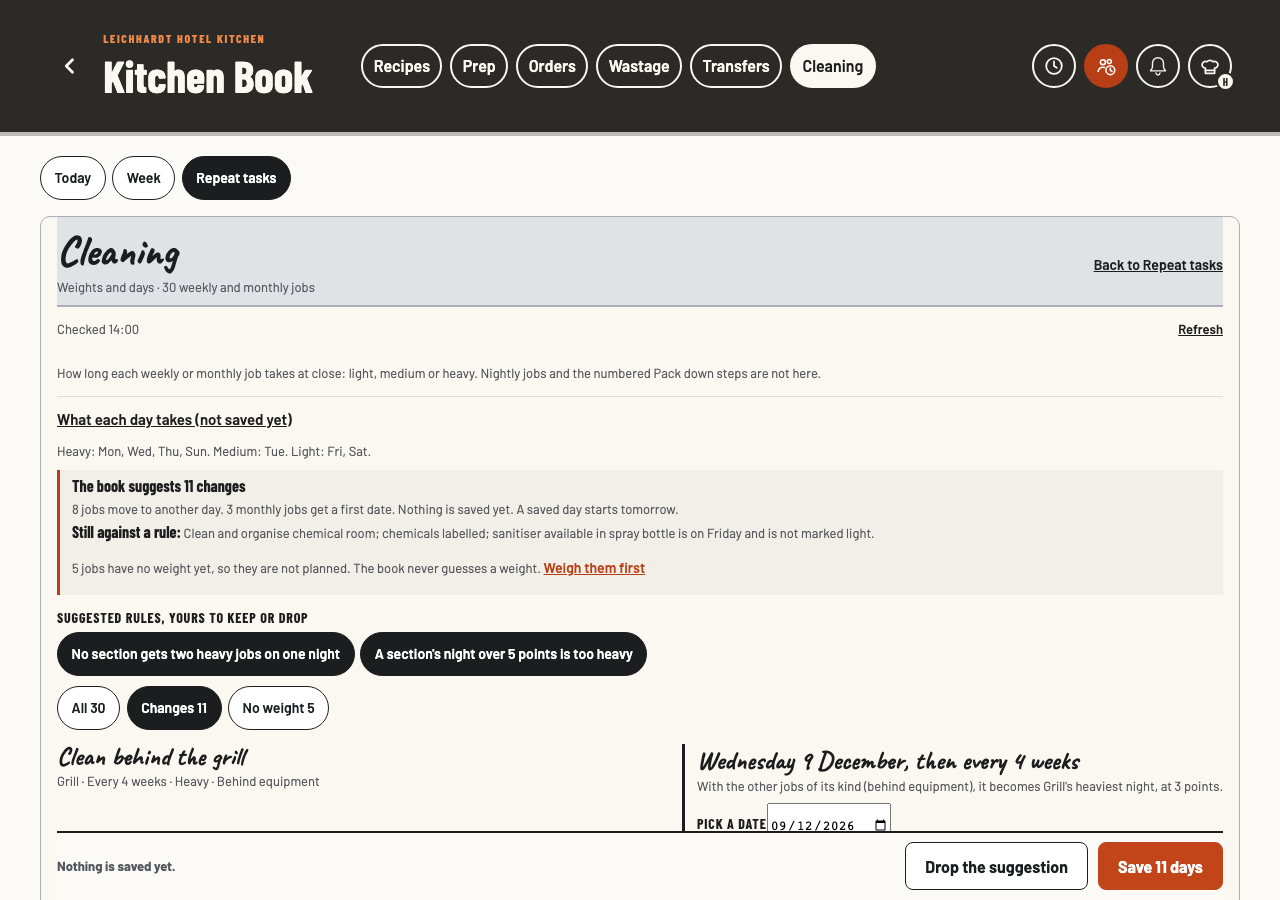 LEICHHARDT HOTEL KITCHEN
Kitchen Book
Recipes
Prep
Orders
Wastage
Transfers
Cleaning
H
Today
Week
Repeat tasks
Cleaning
Back to Repeat tasks
Weights and days · 30 weekly and monthly jobs
Checked 14:00
Refresh
How long each weekly or monthly job takes at close: light, medium or heavy. Nightly jobs and the numbered Pack down steps are not here.
What each day takes (not saved yet)
Heavy: Mon, Wed, Thu, Sun. Medium: Tue. Light: Fri, Sat.
The book suggests 11 changes
8 jobs move to another day. 3 monthly jobs get a first date. Nothing is saved yet. A saved day starts tomorrow.
Still against a rule: Clean and organise chemical room; chemicals labelled; sanitiser available in spray bottle is on Friday and is not marked light.
5 jobs have no weight yet, so they are not planned. The book never guesses a weight. Weigh them first
SUGGESTED RULES, YOURS TO KEEP OR DROP
No section gets two heavy jobs on one night
A section's night over 5 points is too heavy
All 30
Changes 11
No weight 5
Clean behind the grill
Grill · Every 4 weeks · Heavy · Behind equipment
Wednesday 9 December, then every 4 weeks
With the other jobs of its kind (behind equipment), it becomes Grill's heaviest night, at 3 points.
PICK A DATE 09/12/2026
Nothing is saved yet.
Drop the suggestion
Save 11 days